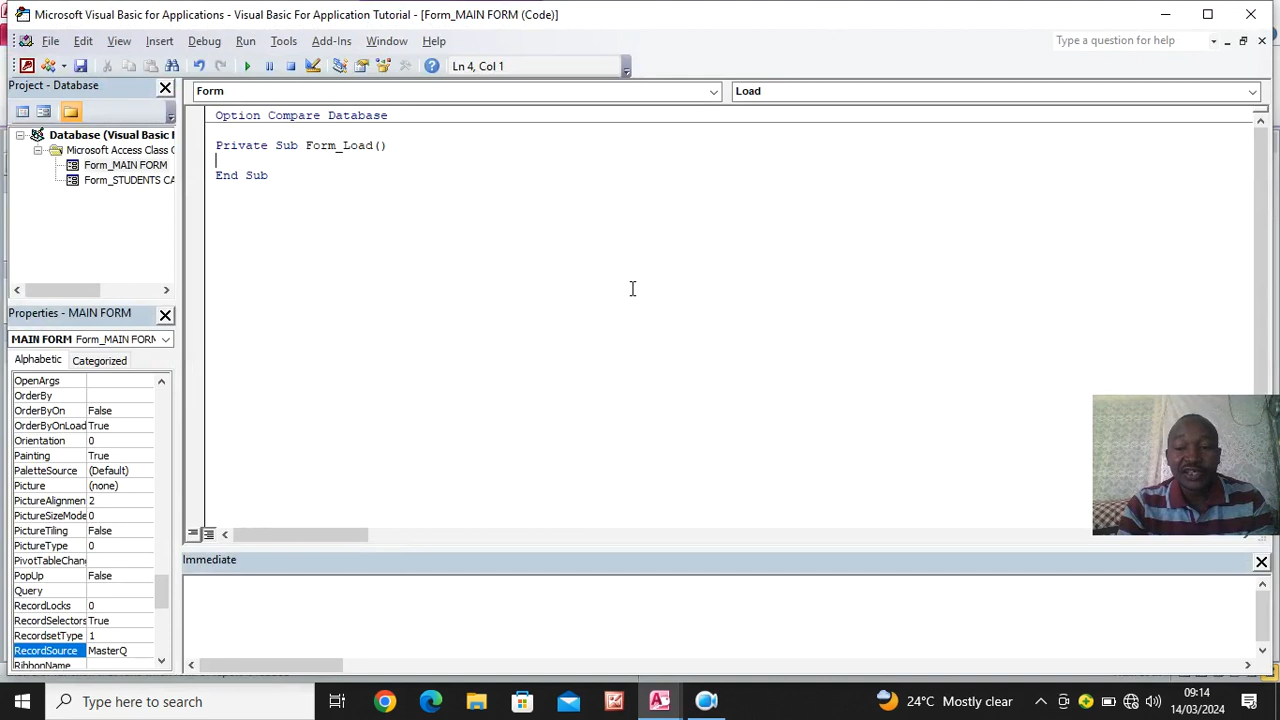 Microsoft Visual Basic for Applications - Visual Basic For Application Tutorial - [Form_MAIN FORM (Code)]
File Edit View Insert Debug Run Tools Add-Ins Window Help
Type a question for help
Ln 4, Col 1
Project - Database
Form
Load
Database (Visual Basic
Microsoft Access Class
Form_MAIN FORM
Form_STUDENTS CA
Option Compare Database
Private Sub Form_Load()
End Sub
Properties - MAIN FORM
MAIN FORM Form_MAIN FORM
Alphabetic Categorized
OpenArgs
OrderBy
OrderByOn False
OrderByOnLoad True
Orientation 0
Painting True
PaletteSource (Default)
Picture (none)
PictureAlignmen 2
PictureSizeMode 0
PictureTiling False
PictureType 0
PivotTableChan
PopUp False
Query
RecordLocks 0
RecordSelectors True
RecordsetType 1
RecordSource MasterQ
RibbonName
Immediate
Type here to search
24°C Mostly clear
09:14
14/03/2024